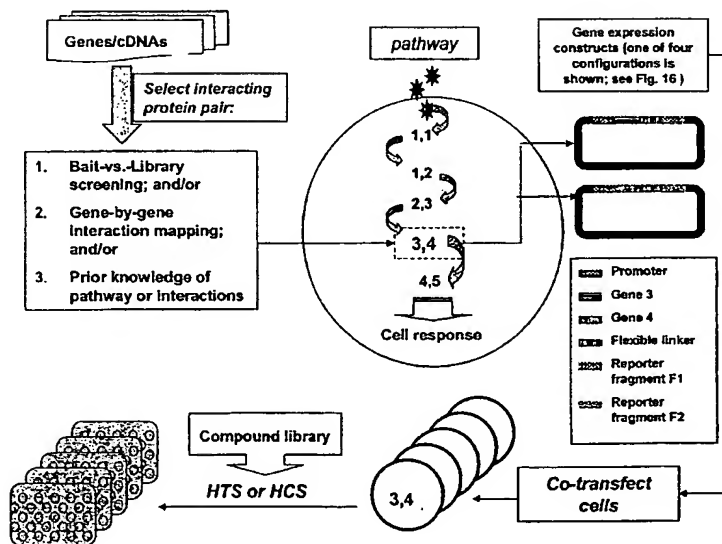 Genes/cDNAs
Select interacting
protein pair:
1. Bait-vs.-Library
screening; and/or
2. Gene-by-gene
interaction mapping;
and/or
3. Prior knowledge of
pathway or Interactions
pathway
1,1
1,2
2,3
3,4
4,5
Cell response
Gene expression
constructs (one of four
configurations is
shown; see Fig. 16 )
Promoter
Gene 3
Gene 4
Flexible linker
Reporter
fragment F1
Reporter
fragment F2
Co-transfect
cells
3,4
Compound library
HTS or HCS